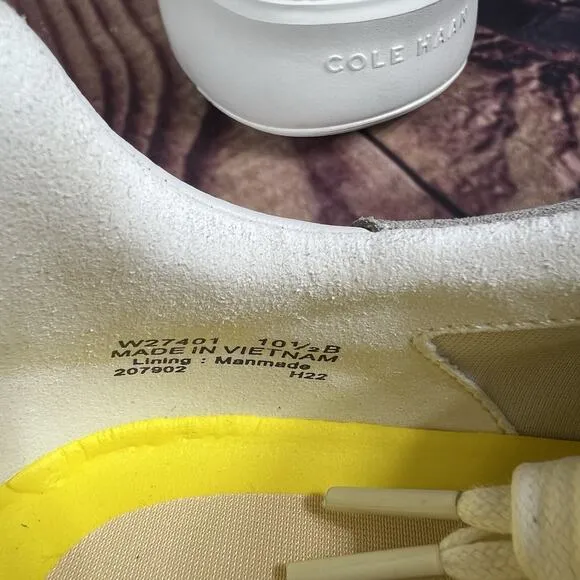 COLE HAAN
W27401 10½B
MADE IN VIETNAM
Lining : Manmade
207902 H22